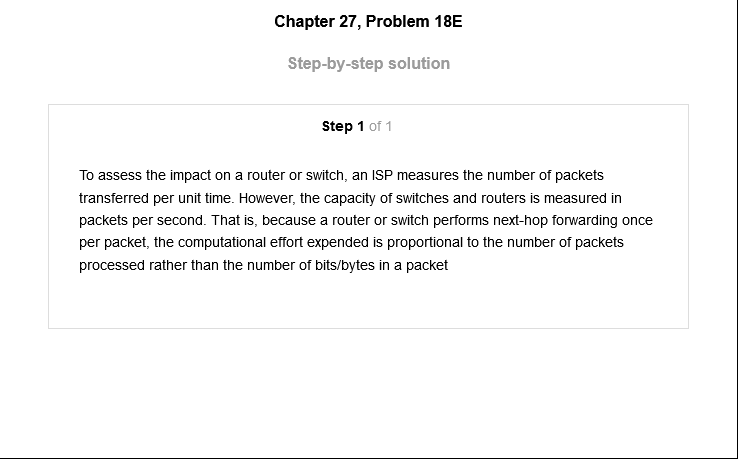 Chapter 27, Problem 18E
Step-by-step solution
Step 1 of 1
To assess the impact on a router or switch, an ISP measures the number of packets
transferred per unit time. However, the capacity of switches and routers is measured in
packets per second. That is, because a router or switch performs next-hop forwarding once
per packet, the computational effort expended is proportional to the number of packets
processed rather than the number of bits/bytes in a packet